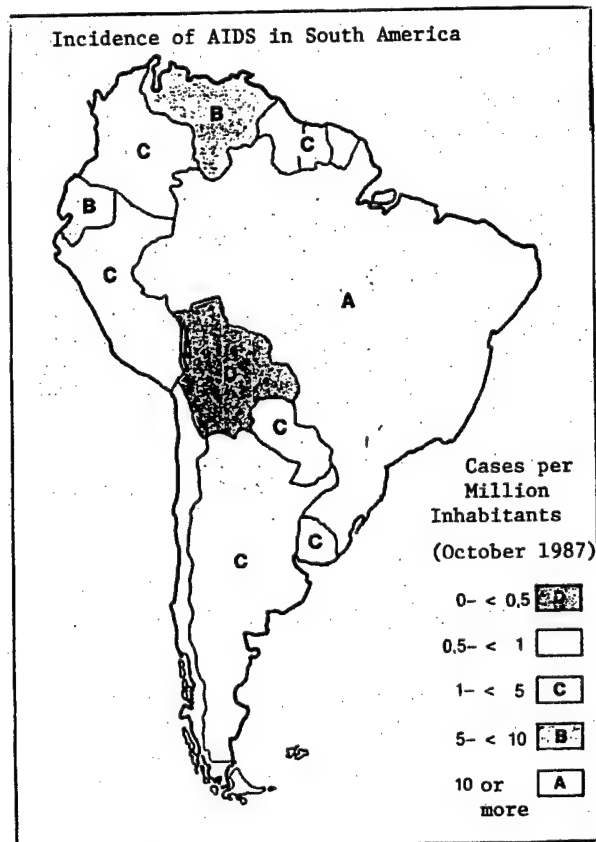 Incidence of AIDS in South America
B
C
C
B
C
A
D
C
C
C
Cases per
Million
Inhabitants
(October 1987)
0- < 0,5 D
0,5- < 1
1- < 5 C
5- < 10 B
10 or A
more